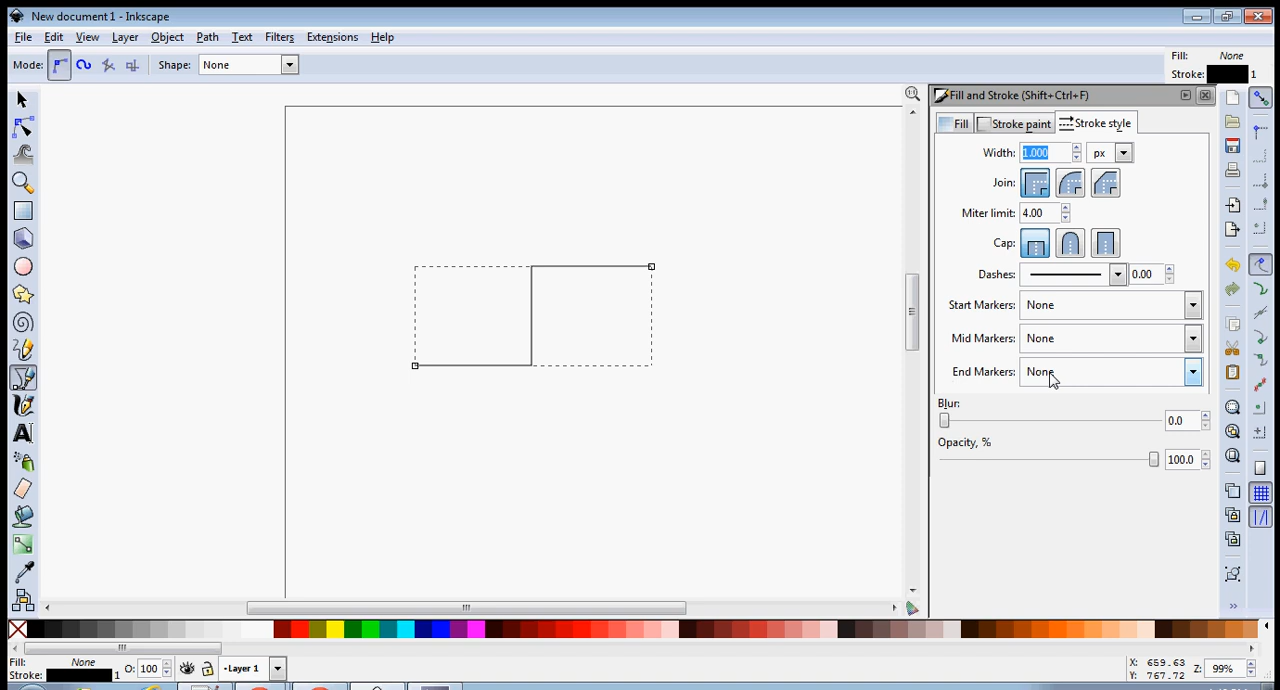 New document1 - Inkscape
File Edit View Layer Object Path Text Filters Extensions Help
Mode: Shape: None
Fill: None
Stroke: 1
Fill and Stroke (Shift+Ctrl+F)
Fill Stroke paint Stroke style
Width: 1.000 px
Join:
Miter limit: 4.00
Cap:
Dashes: 0.00
Start Markers: None
Mid Markers: None
End Markers: None
Blur:
0.0
Opacity, %
100.0
Fill: None O: 100 Layer 1 X: 659.63 Z: 99%
Stroke: 1 Y: 767.72